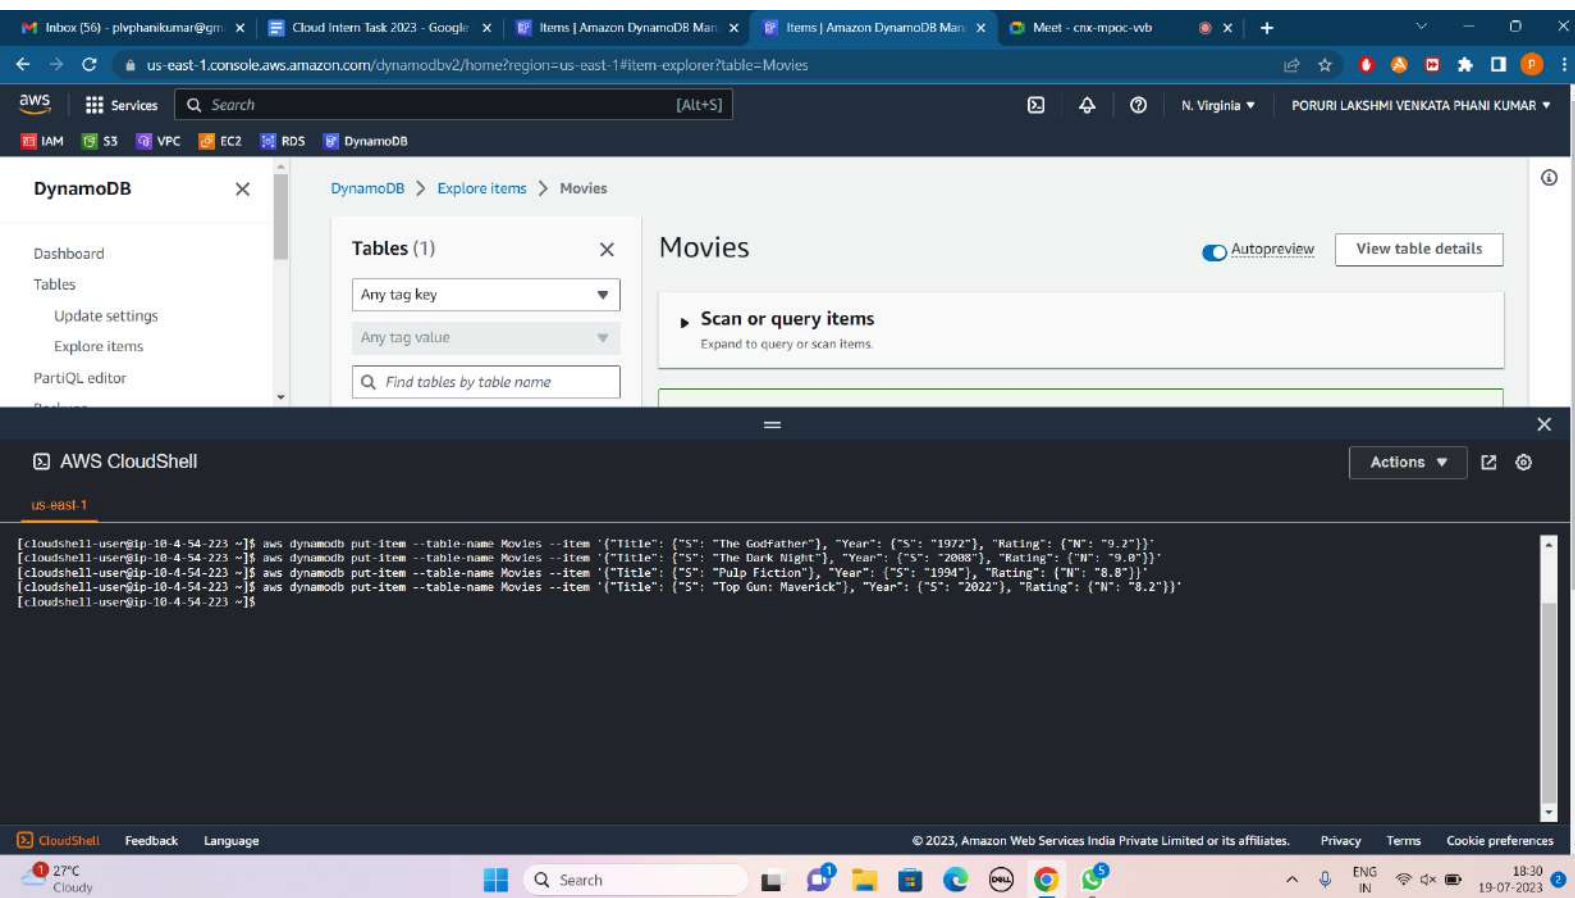 Inbox (56) - plvphanikumar@gm
Cloud Intern Task 2023 - Google
Items | Amazon DynamoDB Man
Items | Amazon DynamoDB Man
Meet - cnx-mpoc-vvb
us-east-1.console.aws.amazon.com/dynamodbv2/home?region=us-east-1#item-explorer?table=Movies
aws
Services
Search
[Alt+S]
N. Virginia
PORURI LAKSHMI VENKATA PHANI KUMAR
IAM
S3
VPC
EC2
RDS
DynamoDB
DynamoDB
Dashboard
Tables
Update settings
Explore items
PartiQL editor
DynamoDB > Explore items > Movies
Tables (1)
Any tag key
Any tag value
Find tables by table name
Movies
Autopreview
View table details
Scan or query items
Expand to query or scan items.
AWS CloudShell
Actions
us-east-1
[cloudshell-user@ip-10-4-54-223 ~]$ aws dynamodb put-item --table-name Movies --item '{"Title": {"S": "The Godfather"}, "Year": {"S": "1972"}, "Rating": {"N": "9.2"}}'
[cloudshell-user@ip-10-4-54-223 ~]$ aws dynamodb put-item --table-name Movies --item '{"Title": {"S": "The Dark Night"}, "Year": {"S": "2008"}, "Rating": {"N": "9.0"}}'
[cloudshell-user@ip-10-4-54-223 ~]$ aws dynamodb put-item --table-name Movies --item '{"Title": {"S": "Pulp Fiction"}, "Year": {"S": "1994"}, "Rating": {"N": "8.8"}}'
[cloudshell-user@ip-10-4-54-223 ~]$ aws dynamodb put-item --table-name Movies --item '{"Title": {"S": "Top Gun: Maverick"}, "Year": {"S": "2022"}, "Rating": {"N": "8.2"}}'
[cloudshell-user@ip-10-4-54-223 ~]$
CloudShell
Feedback
Language
© 2023, Amazon Web Services India Private Limited or its affiliates.
Privacy
Terms
Cookie preferences
1
27°C
Cloudy
Search
1
DELL
5
ENG
IN
18:30
19-07-2023
2